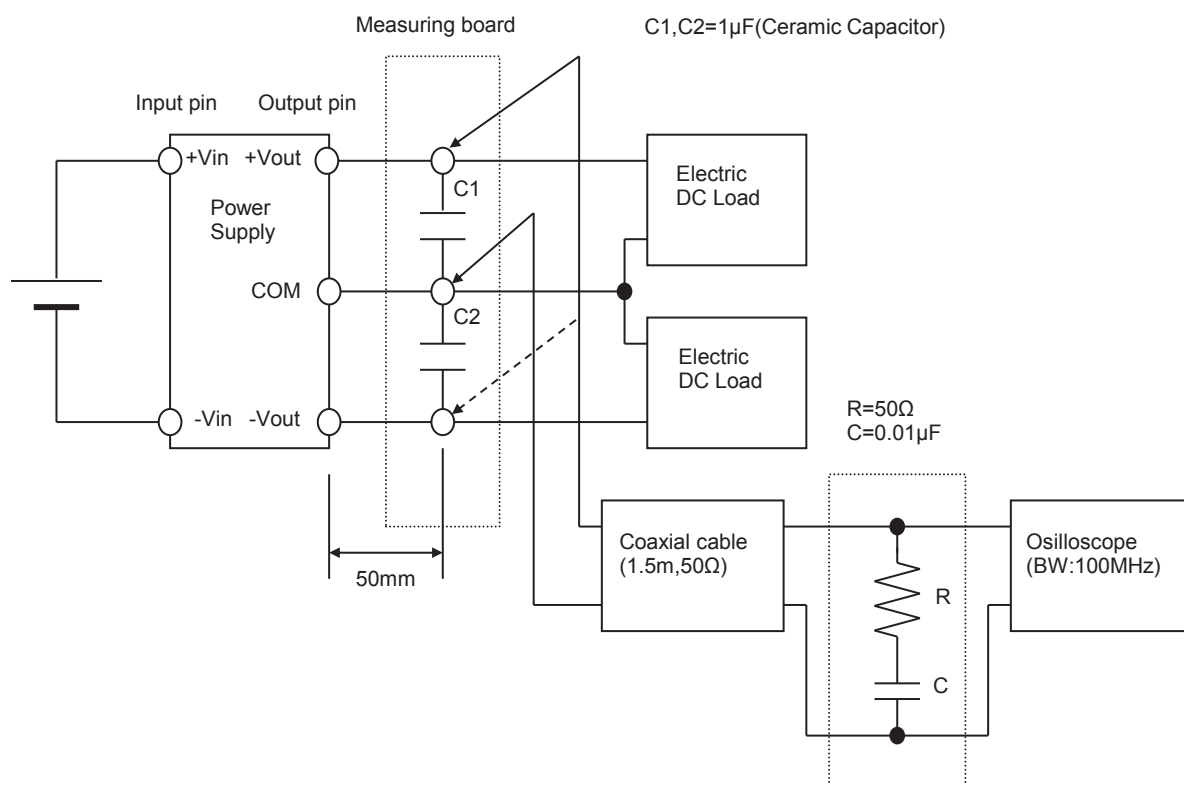 Measuring board
C1,C2=1µF(Ceramic Capacitor)
Input pin
Output pin
+Vin
+Vout
C1
Electric
DC Load
Power
Supply
COM
C2
Electric
DC Load
-Vin
-Vout
R=50Ω
C=0.01µF
50mm
Coaxial cable
(1.5m,50Ω)
R
C
Osilloscope
(BW:100MHz)